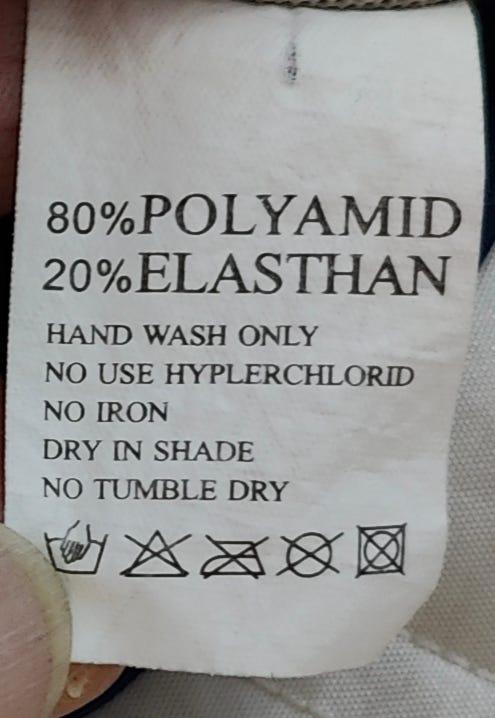 80%POLYAMID
20%ELASTHAN
HAND WASH ONLY
NO USE HYPLERCHLORID
NO IRON
DRY IN SHADE
NO TUMBLE DRY